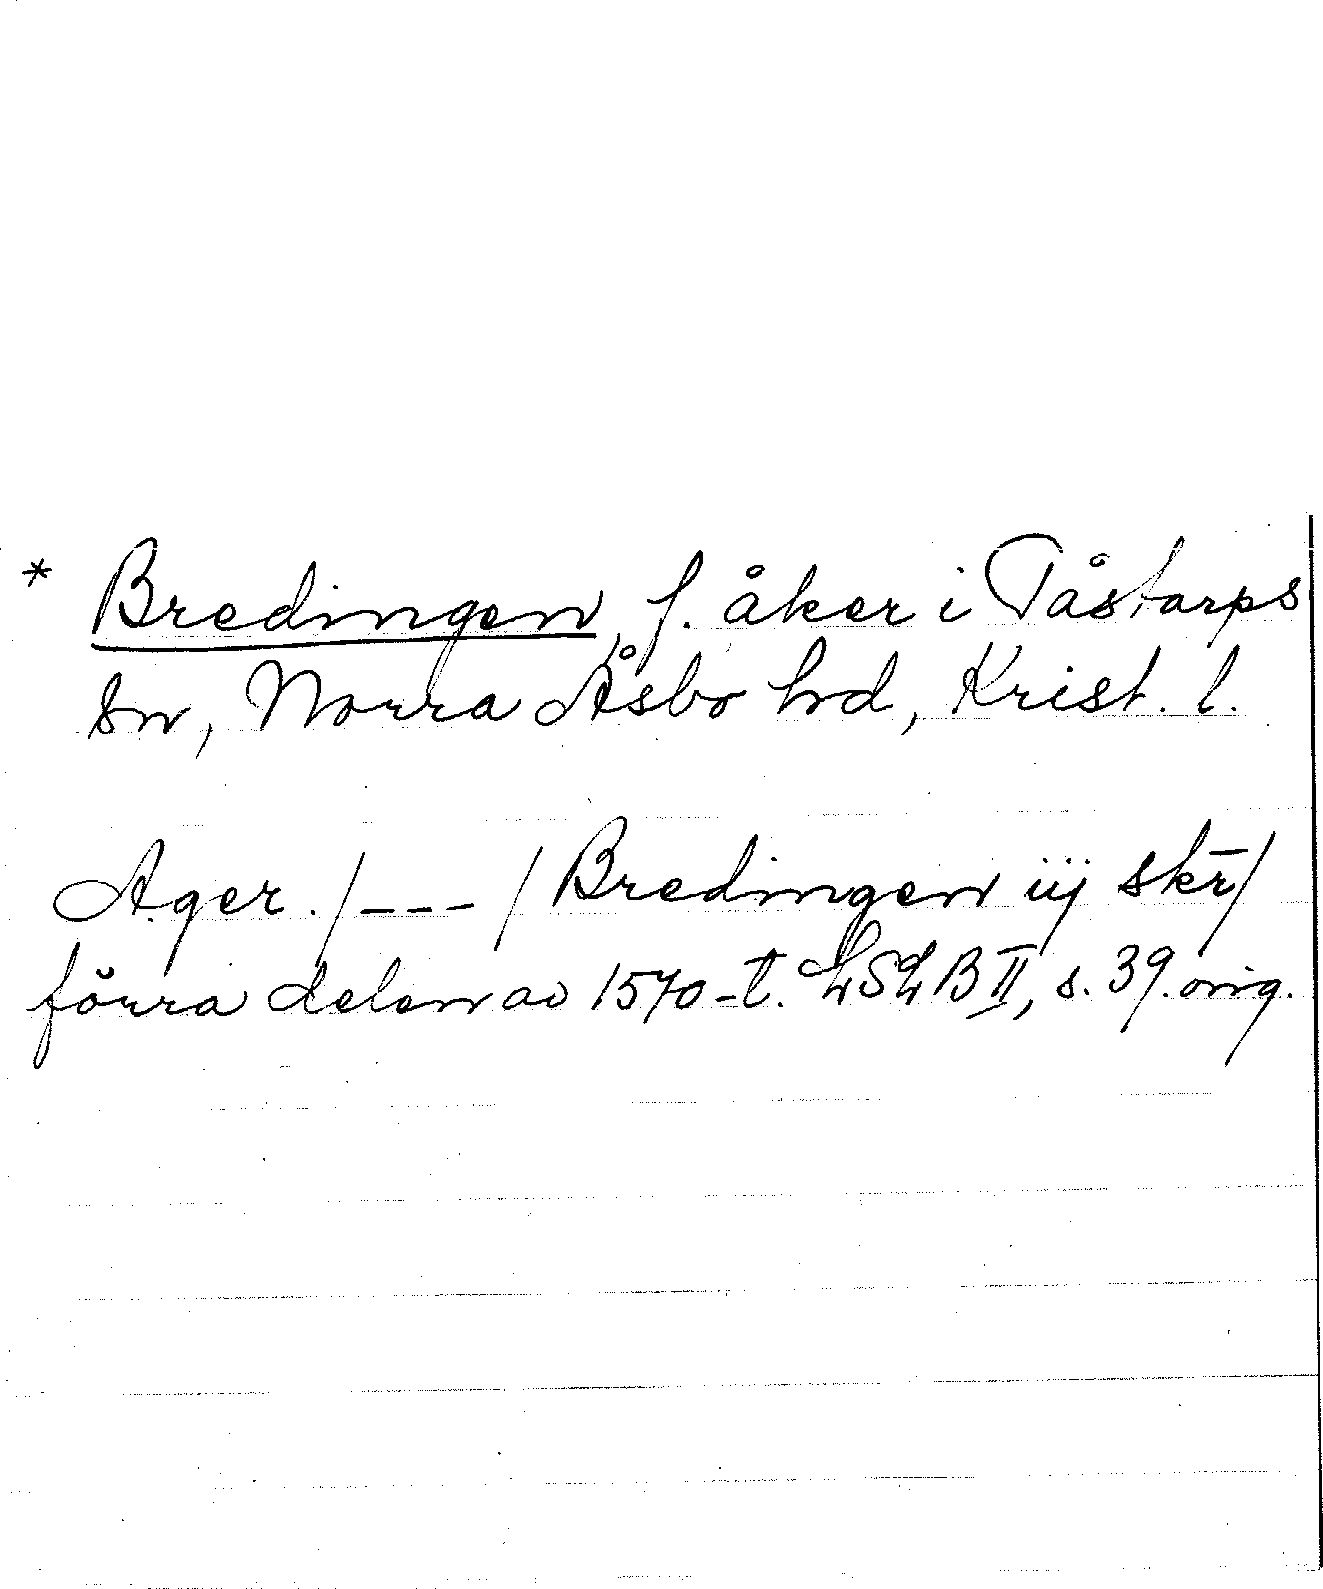 * Bredingen, f. åker i Tåstarps
sn, Norra Åsbo hd, Krist. l.
Ager. /---/ Bredingen iij skr̄/
förra delen av 1570-t. LSLB II, s. 39. orig.